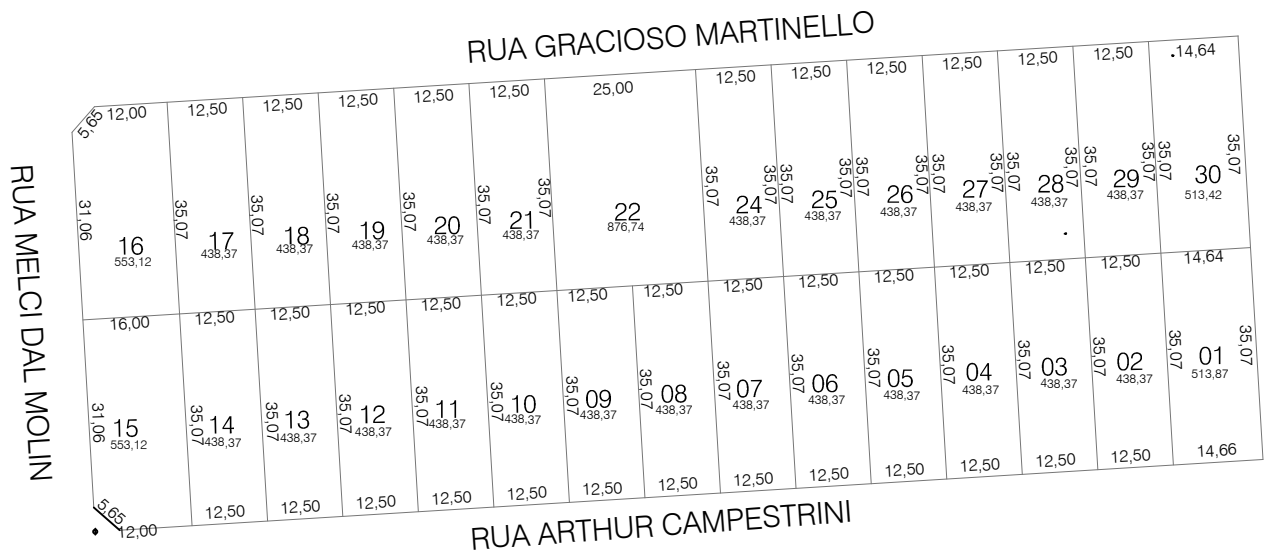 RUA GRACIOSO MARTINELLO
5,65 12,00 12,50 12,50 12,50 12,50 12,50 25,00 12,50 12,50 12,50 12,50 12,50 12,50 14,64
RUA MELCI DAL MOLIN
31,06 35,07 35,07 35,07 35,07 35,07 35,07 35,07 35,07 35,07 35,07 35,07 35,07 35,07 35,07 35,07 35,07 35,07 35,07 35,07 35,07
16 17 18 19 20 21 22 24 25 26 27 28 29 30
553,12 438,37 438,37 438,37 438,37 438,37 876,74 438,37 438,37 438,37 438,37 438,37 438,37 513,42
16,00 12,50 12,50 12,50 12,50 12,50 12,50 12,50 12,50 12,50 12,50 12,50 12,50 14,64
31,06 35,07 35,07 35,07 35,07 35,07 35,07 35,07 35,07 35,07 35,07 35,07 35,07 35,07 35,07
15 14 13 12 11 10 09 08 07 06 05 04 03 02 01
553,12 438,37 438,37 438,37 438,37 438,37 438,37 438,37 438,37 438,37 438,37 438,37 438,37 438,37 513,87
5,65 12,00 12,50 12,50 12,50 12,50 12,50 12,50 12,50 12,50 12,50 12,50 12,50 12,50 12,50 14,66
RUA ARTHUR CAMPESTRINI